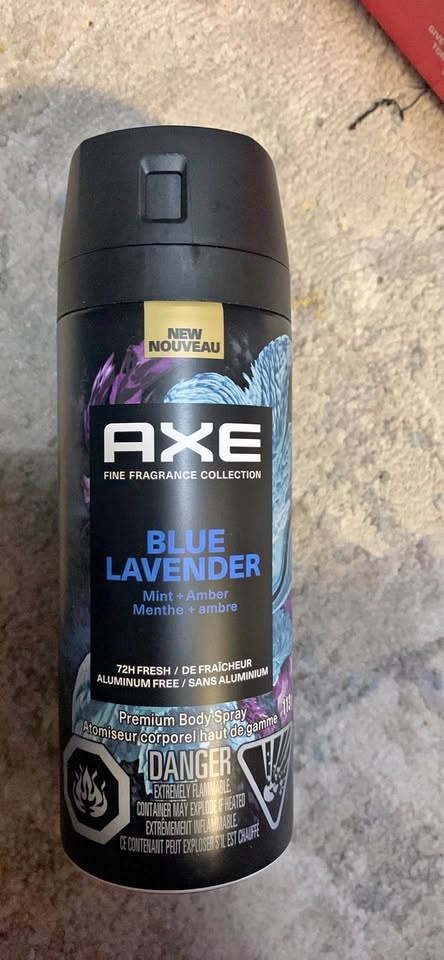 GIVE
NEW
NOUVEAU
AXE
FINE FRAGRANCE COLLECTION
BLUE
LAVENDER
Mint + Amber
Menthe + ambre
72H FRESH / DE FRAÎCHEUR
ALUMINUM FREE / SANS ALUMINIUM
Premium Body Spray
Atomiseur corporel haut de gamme
DANGER
EXTREMELY FLAMMABLE.
CONTAINER MAY EXPLODE IF HEATED
EXTRÊMEMENT INFLAMMABLE.
CE CONTENANT PEUT EXPLOSER S'IL EST CHAUFFÉ